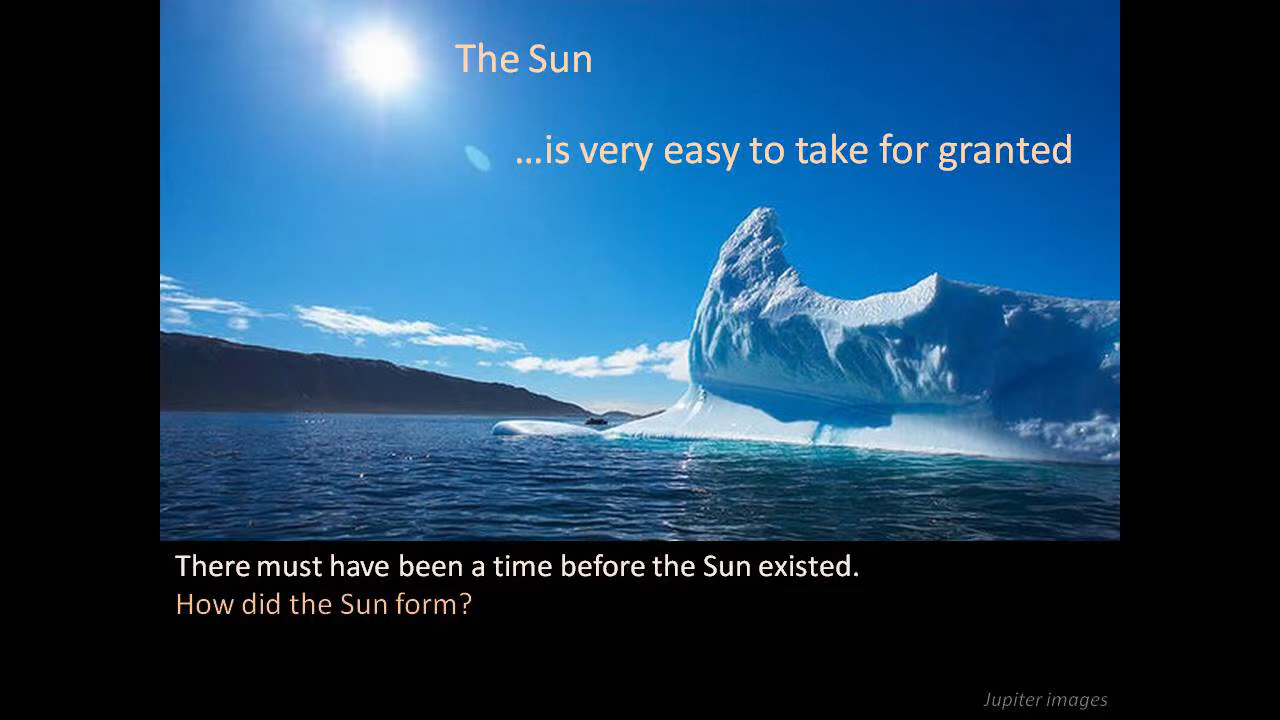 The Sun
...is very easy to take for granted
There must have been a time before the Sun existed.
How did the Sun form?
Jupiter images